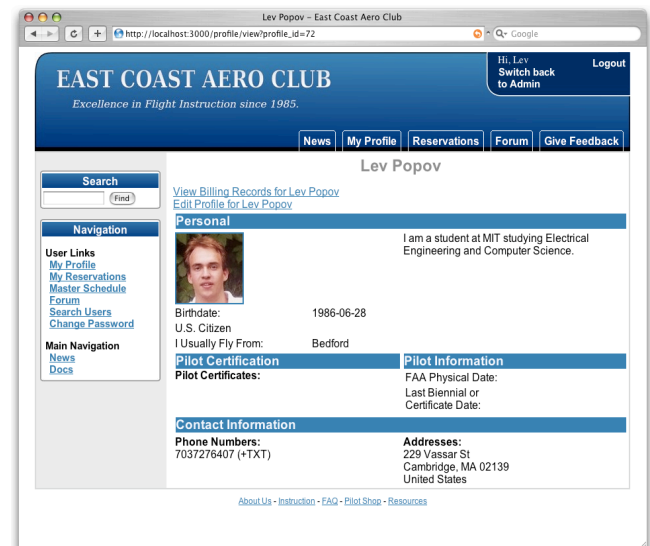 Lev Popov – East Coast Aero Club
http://localhost:3000/profile/view?profile_id=72
Google
Hi, Lev
Switch back
to Admin
Logout
EAST COAST AERO CLUB
Excellence in Flight Instruction since 1985.
News My Profile Reservations Forum Give Feedback
Search
Find
Navigation
User Links
My Profile
My Reservations
Master Schedule
Forum
Search Users
Change Password
Main Navigation
News
Docs
Lev Popov
View Billing Records for Lev Popov
Edit Profile for Lev Popov
Personal
I am a student at MIT studying Electrical
Engineering and Computer Science.
Birthdate: 1986-06-28
U.S. Citizen
I Usually Fly From: Bedford
Pilot Certification
Pilot Certificates:
Pilot Information
FAA Physical Date:
Last Biennial or
Certificate Date:
Contact Information
Phone Numbers:
7037276407 (+TXT)
Addresses:
229 Vassar St
Cambridge, MA 02139
United States
About Us - Instruction - FAQ - Pilot Shop - Resources